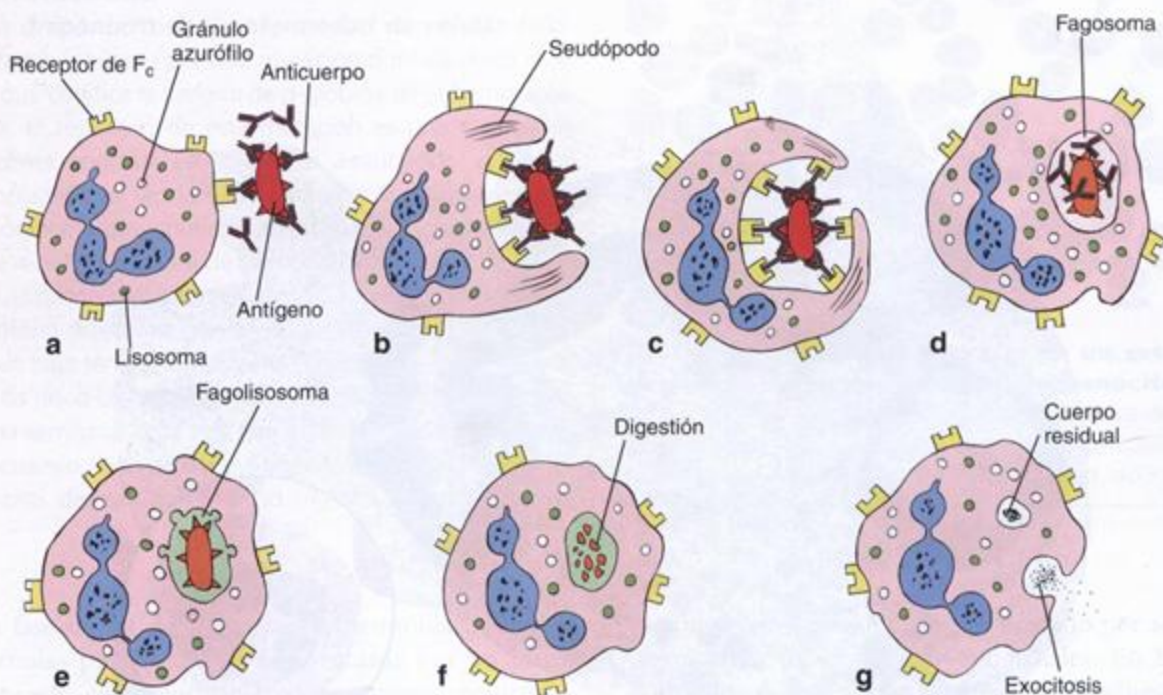 Gránulo
azurófilo
Receptor de Fc
Anticuerpo
Antígeno
Lisosoma
a
Seudópodo
b
c
Fagosoma
d
Fagolisosoma
e
Digestión
f
Cuerpo
residual
Exocitosis
g